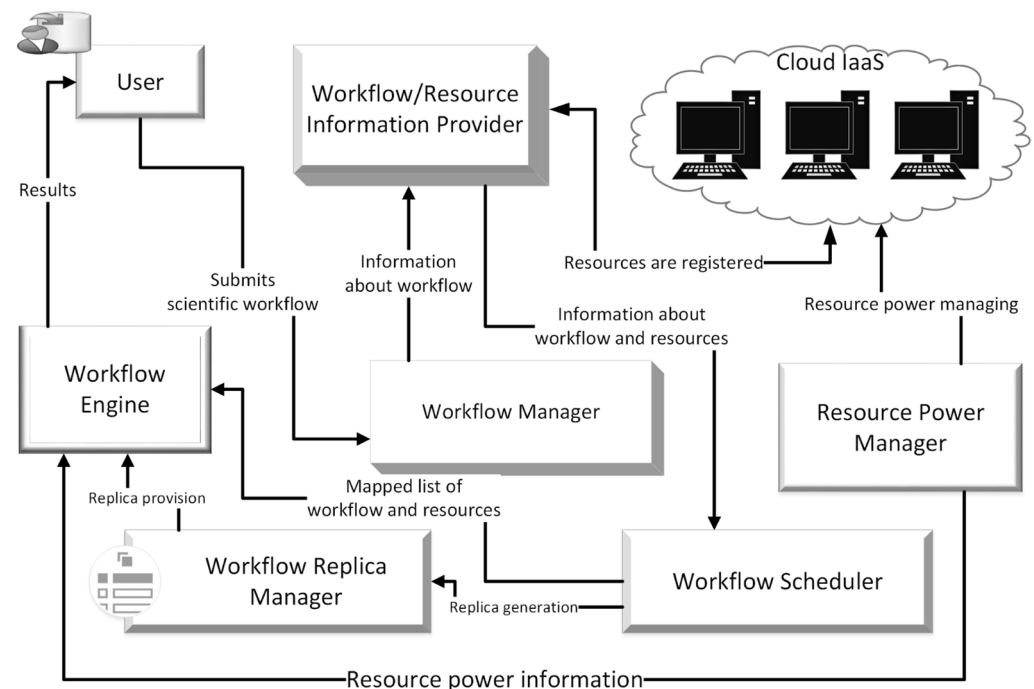 User
Workflow/Resource
Information Provider
Cloud IaaS
Results
Submits
scientific workflow
Information
about workflow
Resources are registered
Information about
workflow and resources
Resource power managing
Workflow
Engine
Workflow Manager
Resource Power
Manager
Replica provision
Mapped list of
workflow and resources
Workflow Replica
Manager
Replica generation
Workflow Scheduler
Resource power information